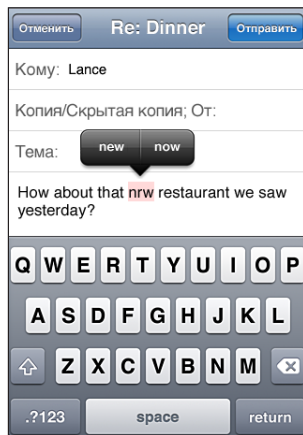 Отменить Re: Dinner Отправить
Кому: Lance
Копия/Скрытая копия; От:
Тема:
new now
How about that nrw restaurant we saw
yesterday?
Q W E R T Y U I O P
A S D F G H J K L
Z X C V B N M
.?123 space return